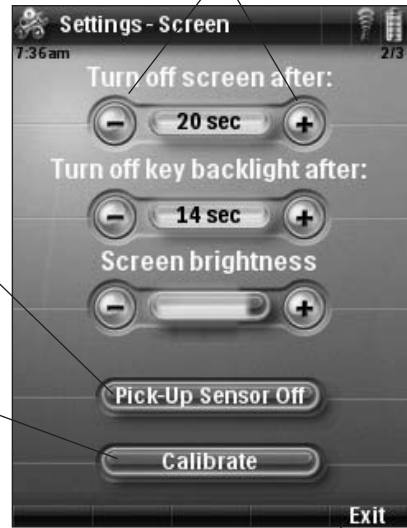 Settings - Screen
7:36am
2/3
Turn off screen after:
− 20 sec +
Turn off key backlight after:
− 14 sec +
Screen brightness
− +
Pick-Up Sensor Off
Calibrate
Exit